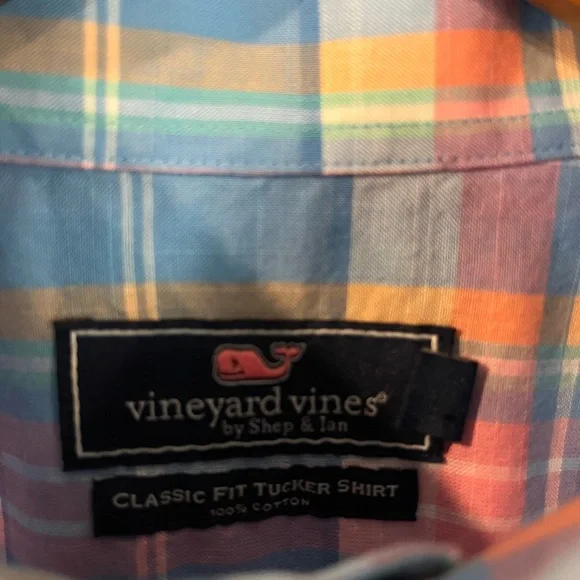 vineyard vines®
by Shep & Ian
CLASSIC FIT TUCKER SHIRT
100% COTTON